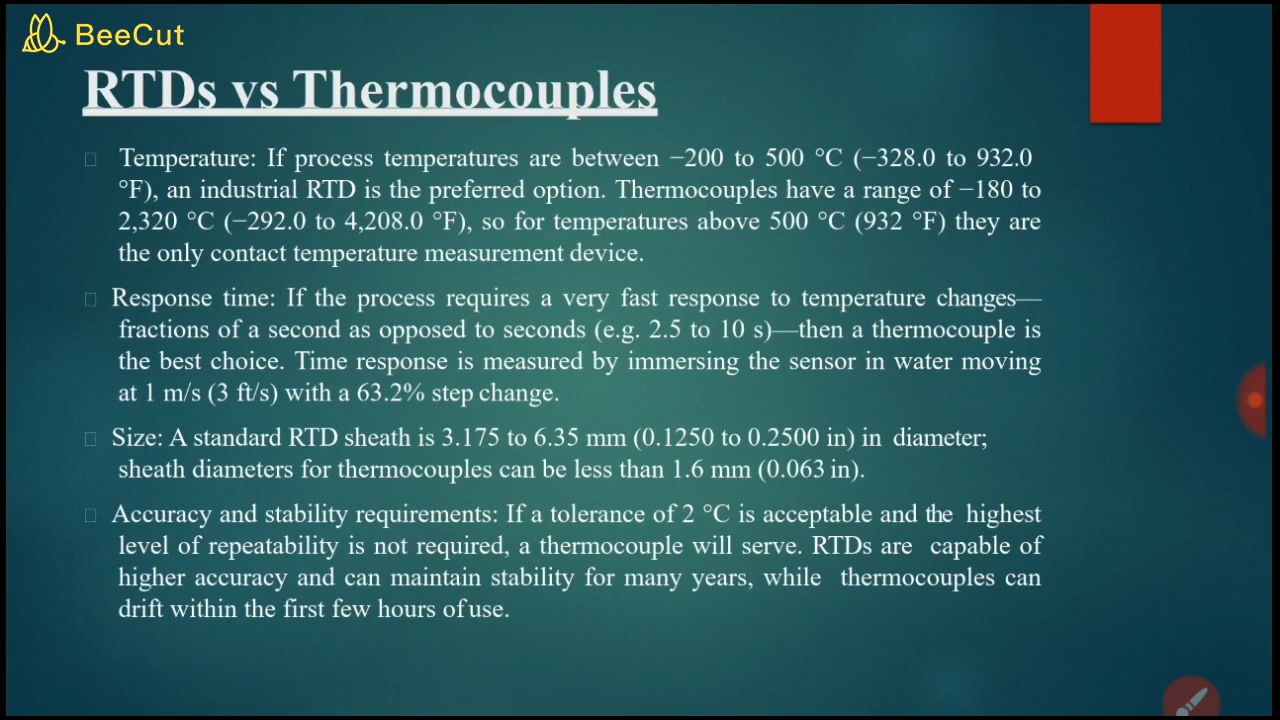 BeeCut
RTDs vs Thermocouples
Temperature: If process temperatures are between −200 to 500 °C (−328.0 to 932.0
°F), an industrial RTD is the preferred option. Thermocouples have a range of −180 to
2,320 °C (−292.0 to 4,208.0 °F), so for temperatures above 500 °C (932 °F) they are
the only contact temperature measurement device.
Response time: If the process requires a very fast response to temperature changes—
fractions of a second as opposed to seconds (e.g. 2.5 to 10 s)—then a thermocouple is
the best choice. Time response is measured by immersing the sensor in water moving
at 1 m/s (3 ft/s) with a 63.2% step change.
Size: A standard RTD sheath is 3.175 to 6.35 mm (0.1250 to 0.2500 in) in diameter;
sheath diameters for thermocouples can be less than 1.6 mm (0.063 in).
Accuracy and stability requirements: If a tolerance of 2 °C is acceptable and the highest
level of repeatability is not required, a thermocouple will serve. RTDs are capable of
higher accuracy and can maintain stability for many years, while thermocouples can
drift within the first few hours of use.